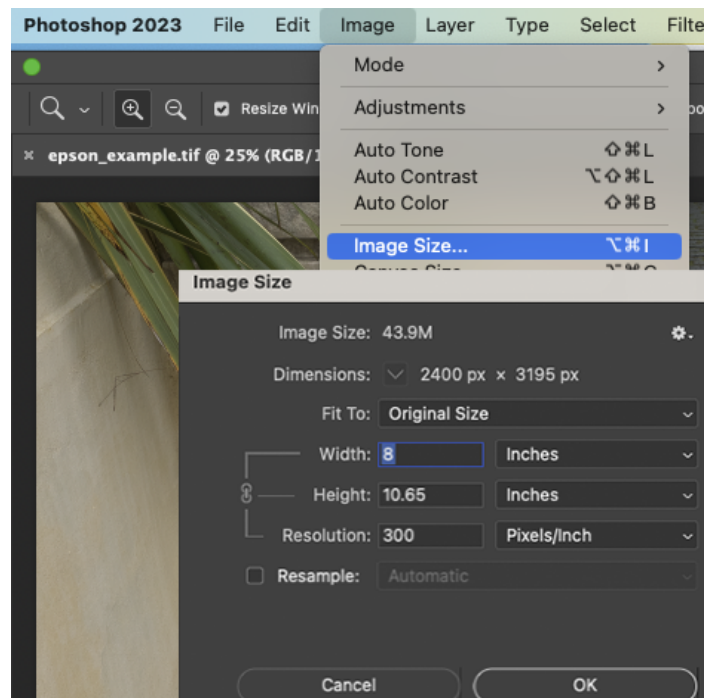 Photoshop 2023 File Edit Image Layer Type Select Filte
Mode >
Resize Win
Adjustments >
× epson_example.tif @ 25% (RGB/1
Auto Tone ⇧⌘L
Auto Contrast ⌥⇧⌘L
Auto Color ⇧⌘B
Image Size... ⌥⌘I
Image Size
Image Size: 43.9M
Dimensions: 2400 px × 3195 px
Fit To: Original Size
Width: 8 Inches
Height: 10.65 Inches
Resolution: 300 Pixels/Inch
Resample: Automatic
Cancel OK